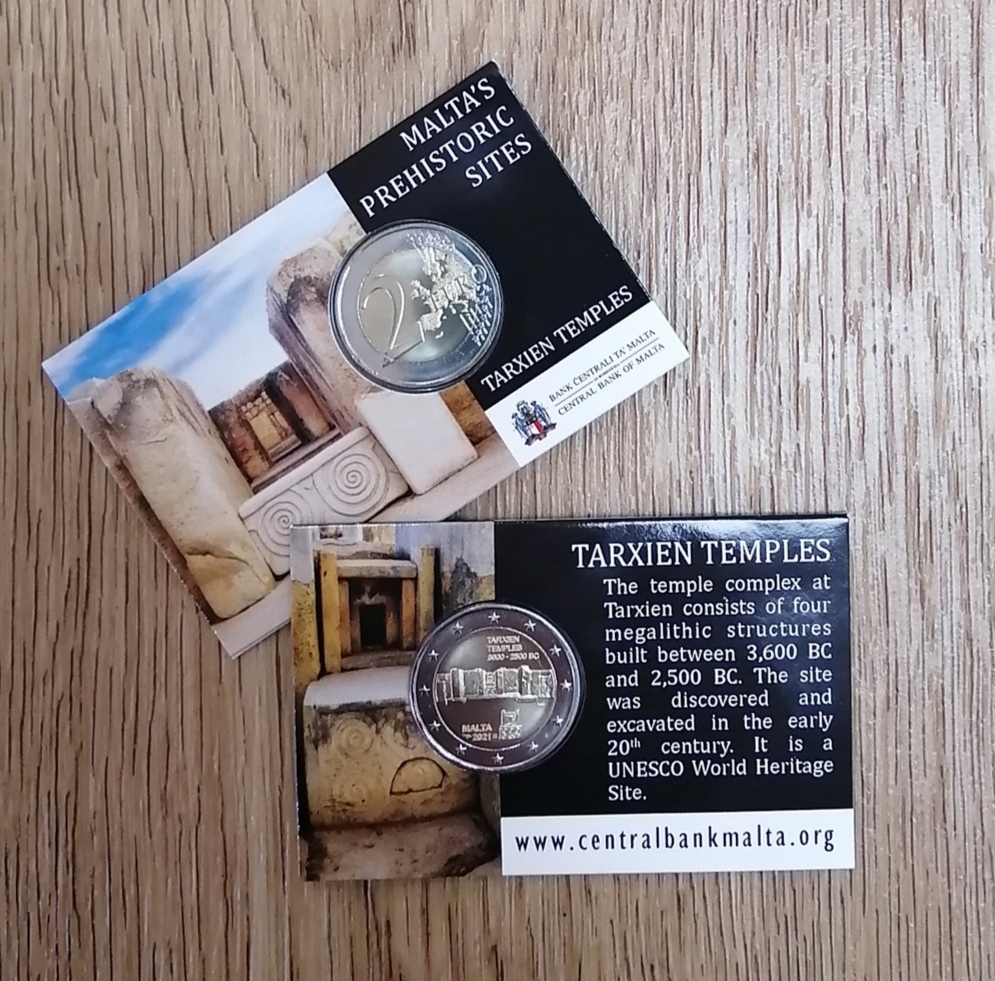 MALTA'S
PREHISTORIC
SITES
2
EURO
TARXIEN TEMPLES
BANK ĊENTRALI TA' MALTA
CENTRAL BANK OF MALTA
TARXIEN TEMPLES
The temple complex at
Tarxien consists of four
megalithic structures
built between 3,600 BC
and 2,500 BC. The site
was discovered and
excavated in the early
20th century. It is a
UNESCO World Heritage
Site.
www.centralbankmalta.org
TARXIEN
TEMPLES
3600 - 2500 BC
MALTA
2021